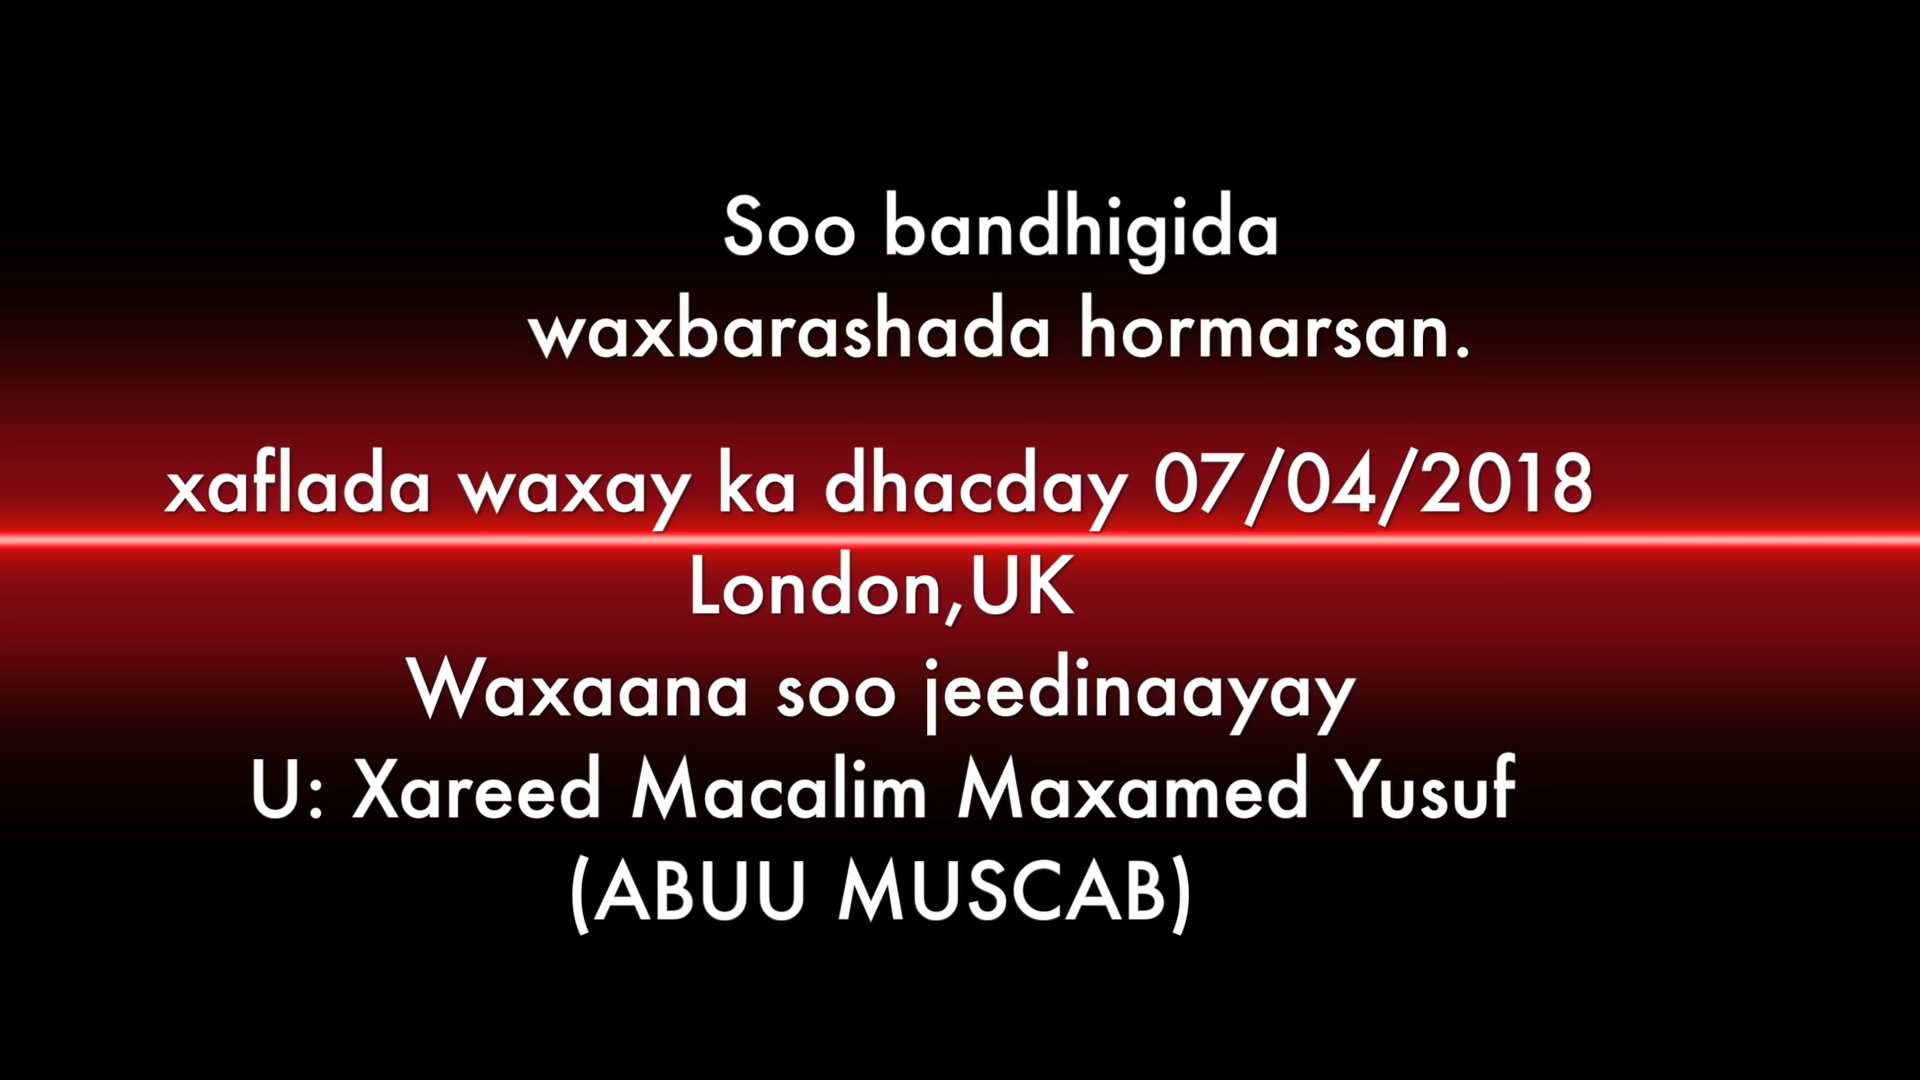 Soo bandhigida
waxbarashada hormarsan.
xaflada waxay ka dhacday 07/04/2018
London,UK
Waxaana soo jeedinaayay
U: Xareed Macalim Maxamed Yusuf
(ABUU MUSCAB)